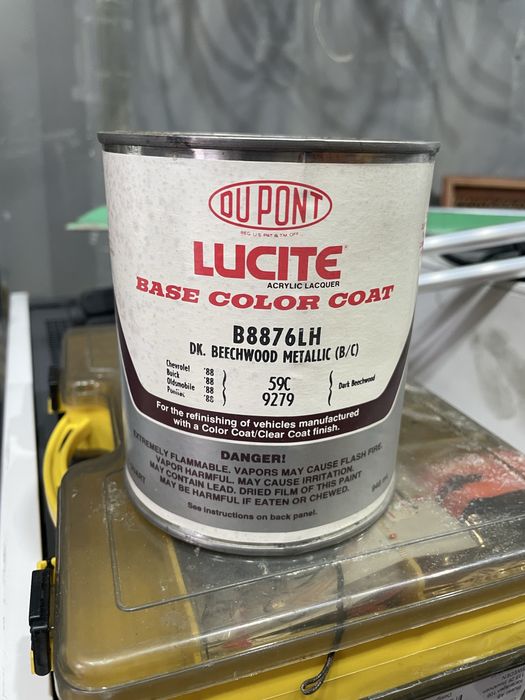 DU PONT
REG. U.S. PAT. & T.M. OFF.
LUCITE®
ACRYLIC LACQUER
BASE COLOR COAT
B8876LH
DK. BEECHWOOD METALLIC (B/C)
Chevrolet '88
Buick '88
Oldsmobile '88
Pontiac '88
59C
9279
Dark Beechwood
For the refinishing of vehicles manufactured
with a Color Coat/Clear Coat finish.
DANGER!
EXTREMELY FLAMMABLE. VAPORS MAY CAUSE FLASH FIRE.
VAPOR HARMFUL. MAY CAUSE IRRITATION.
MAY CONTAIN LEAD. DRIED FILM OF THIS PAINT
MAY BE HARMFUL IF EATEN OR CHEWED.
See instructions on back panel.